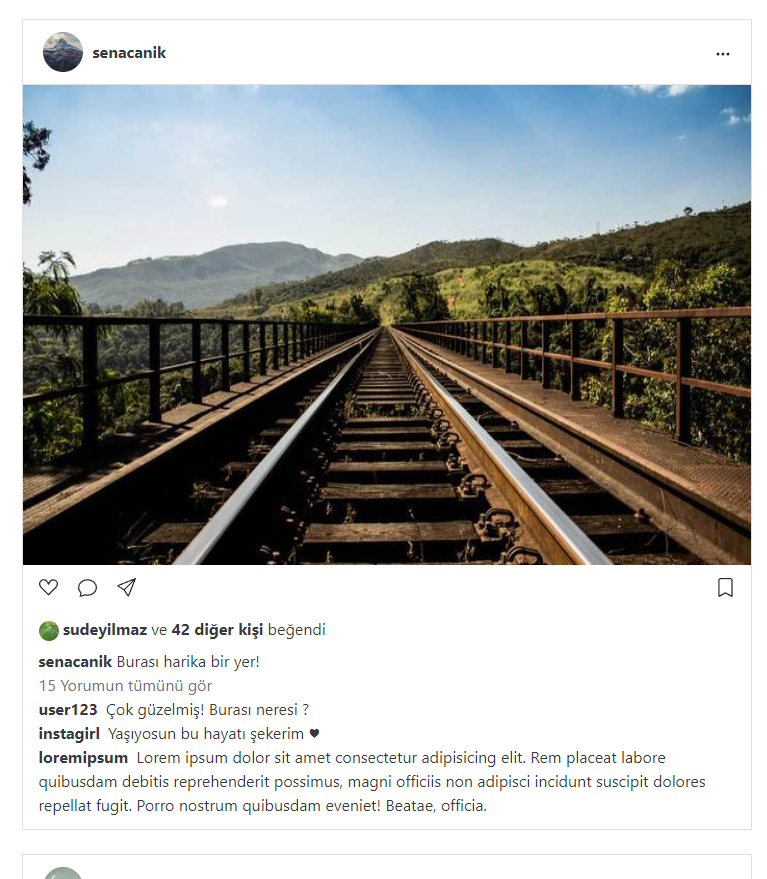 senacanik
sudeyilmaz ve 42 diğer kişi beğendi
senacanik Burası harika bir yer!
15 Yorumun tümünü gör
user123 Çok güzelmiş! Burası neresi ?
instagirl Yaşıyosun bu hayatı şekerim ♥
loremipsum Lorem ipsum dolor sit amet consectetur adipisicing elit. Rem placeat labore
quibusdam debitis reprehenderit possimus, magni officiis non adipisci incidunt suscipit dolores
repellat fugit. Porro nostrum quibusdam eveniet! Beatae, officia.